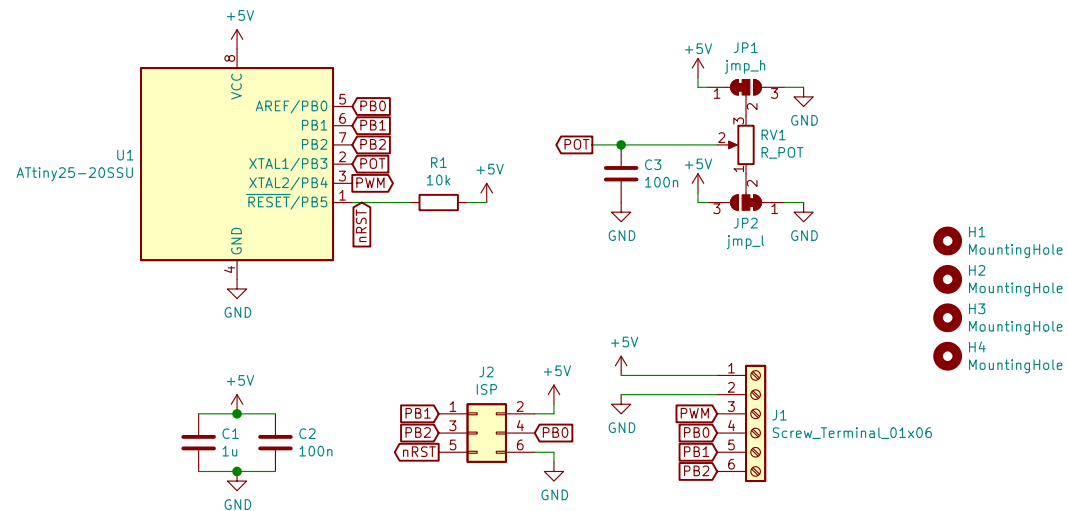 +5V
8
VCC
U1
ATtiny25-20SSU
AREF/PB0 5 PB0
PB1 6 PB1
PB2 7 PB2
XTAL1/PB3 2 POT
XTAL2/PB4 3 PWM
RESET/PB5 1
nRST
GND
4
GND
R1
10k
+5V
+5V
JP1
jmp_h
1 2 3
GND
POT
2
3
1
RV1
R_POT
C3
100n
GND
+5V
3 2 1
JP2
jmp_l
GND
H1
MountingHole
H2
MountingHole
H3
MountingHole
H4
MountingHole
+5V
C1
1u
C2
100n
GND
J2
ISP
+5V
PB1 1 2
PB2 3 4 PB0
nRST 5 6
GND
+5V
1
2
GND
PWM 3
PB0 4
PB1 5
PB2 6
J1
Screw_Terminal_01x06